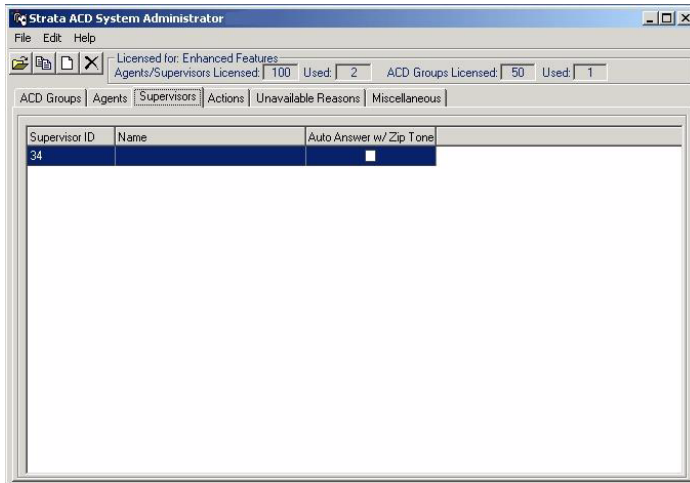 Strata ACD System Administrator
File Edit Help
Licensed for: Enhanced Features
Agents/Supervisors Licensed: 100 Used: 2 ACD Groups Licensed: 50 Used: 1
ACD Groups Agents Supervisors Actions Unavailable Reasons Miscellaneous
Supervisor ID Name Auto Answer w/ Zip Tone
34